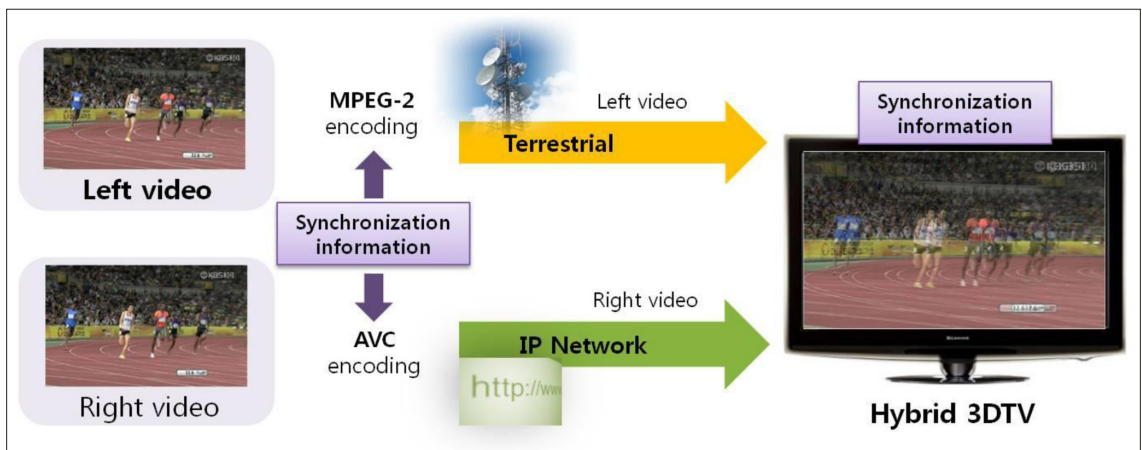 Left video
MPEG-2
encoding
Synchronization
information
AVC
encoding
Right video
Left video
Terrestrial
Right video
IP Network
http://www
Synchronization
information
Hybrid 3DTV